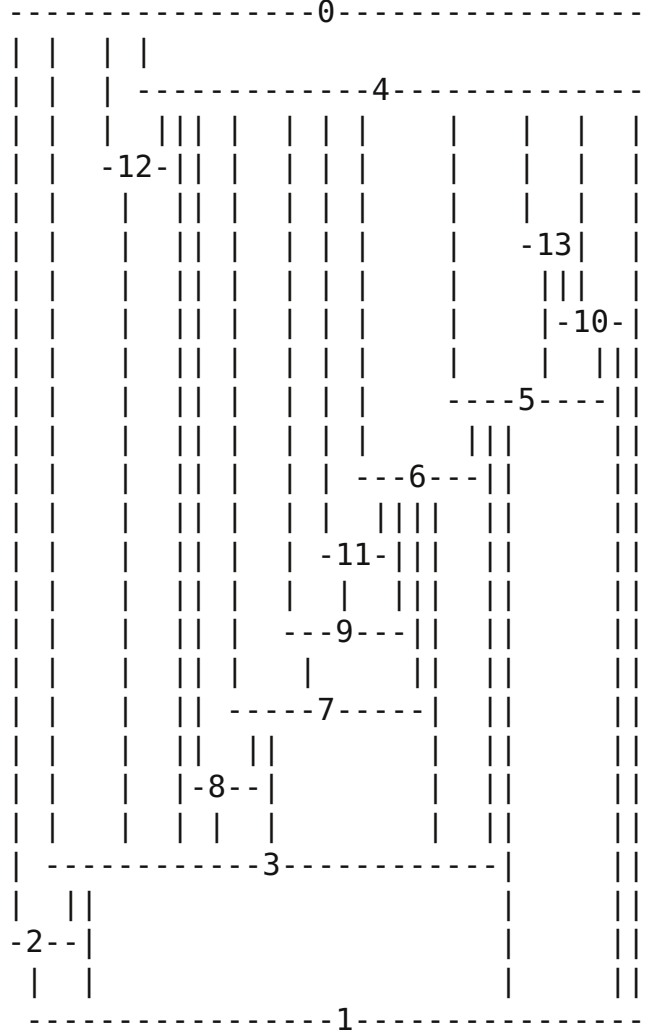 -----------------0-----------------
| |  | |
| |  | -------------4--------------
| |  |  ||| |  | | |    |   |  |  |
| |  -12-|| |  | | |    |   |  |  |
| |   |  || |  | | |    |   |  |  |
| |   |  || |  | | |    |   -13|  |
| |   |  || |  | | |    |    |||  |
| |   |  || |  | | |    |    |-10-|
| |   |  || |  | | |    |    |  |||
| |   |  || |  | | |    ----5----||
| |   |  || |  | | |     |||     ||
| |   |  || |  | | ---6---||     ||
| |   |  || |  | |  ||||  ||     ||
| |   |  || |  | -11-|||  ||     ||
| |   |  || |  |  |  |||  ||     ||
| |   |  || |  ---9---||  ||     ||
| |   |  || |   |     ||  ||     ||
| |   |  || -----7-----|  ||     ||
| |   |  ||  ||        |  ||     ||
| |   |  |-8--|        |  ||     ||
| |   |  | |  |        |  ||     ||
| ------------3------------|     ||
|  ||                      |     ||
-2--|                      |     ||
 |  |                      |     ||
 -----------------1----------------